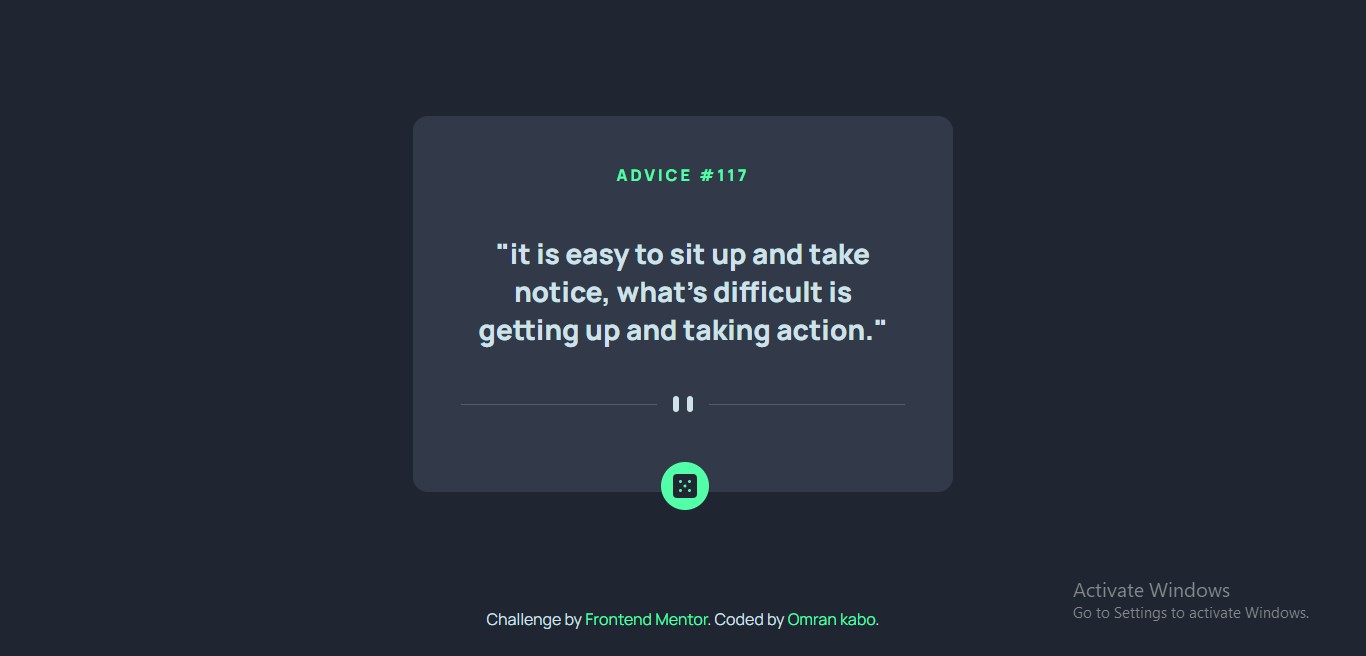 ADVICE #117
"it is easy to sit up and take
notice, what's difficult is
getting up and taking action."
Challenge by Frontend Mentor. Coded by Omran kabo.
Activate Windows
Go to Settings to activate Windows.